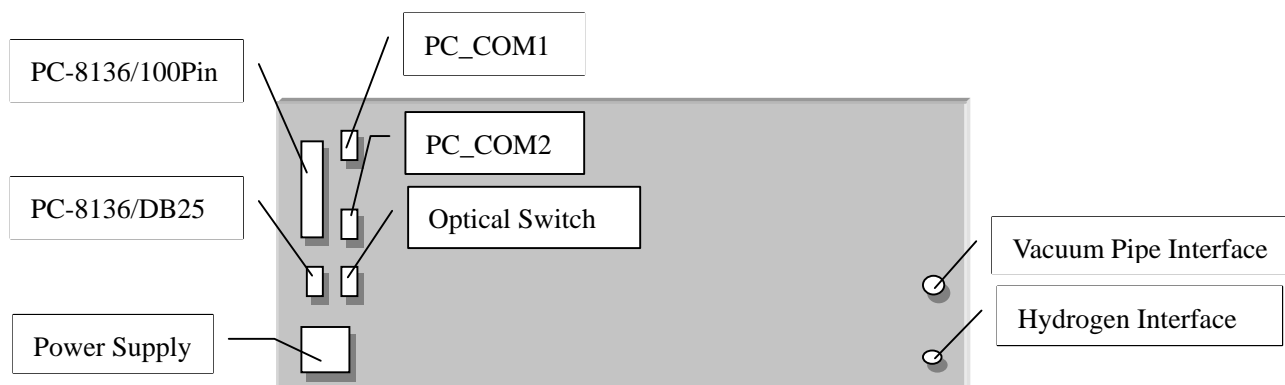 PC_COM1
PC-8136/100Pin
PC_COM2
PC-8136/DB25
Optical Switch
Vacuum Pipe Interface
Hydrogen Interface
Power Supply